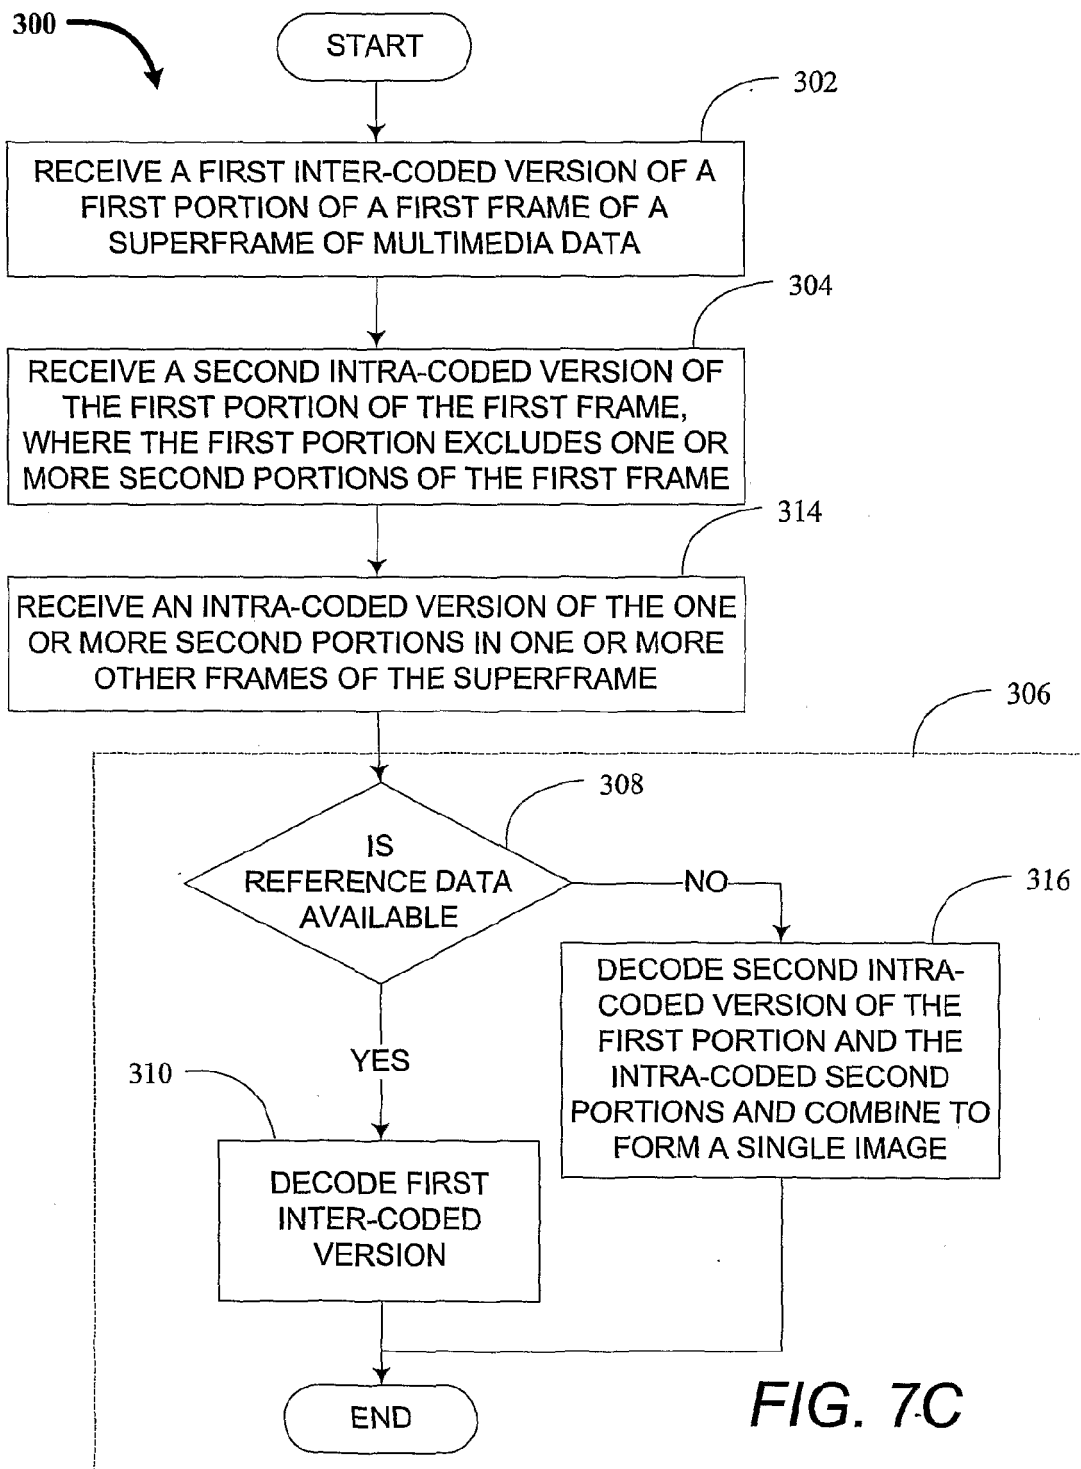 300
START
302
RECEIVE A FIRST INTER-CODED VERSION OF A
FIRST PORTION OF A FIRST FRAME OF A
SUPERFRAME OF MULTIMEDIA DATA
304
RECEIVE A SECOND INTRA-CODED VERSION OF
THE FIRST PORTION OF THE FIRST FRAME,
WHERE THE FIRST PORTION EXCLUDES ONE OR
MORE SECOND PORTIONS OF THE FIRST FRAME
314
RECEIVE AN INTRA-CODED VERSION OF THE ONE
OR MORE SECOND PORTIONS IN ONE OR MORE
OTHER FRAMES OF THE SUPERFRAME
306
308
IS
REFERENCE DATA
AVAILABLE
NO
316
DECODE SECOND INTRA-
CODED VERSION OF THE
FIRST PORTION AND THE
INTRA-CODED SECOND
PORTIONS AND COMBINE TO
FORM A SINGLE IMAGE
YES
310
DECODE FIRST
INTER-CODED
VERSION
END
FIG. 7C